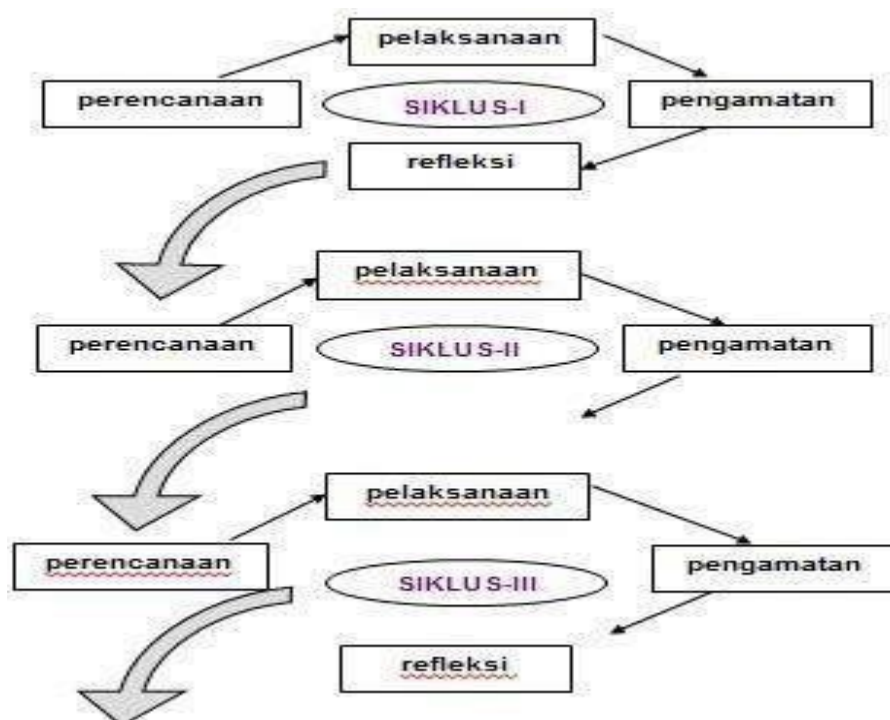 pelaksanaan
perencanaan
SIKLUS-I
pengamatan
refleksi
pelaksanaan
perencanaan
SIKLUS-II
pengamatan
pelaksanaan
perencanaan
SIKLUS-III
pengamatan
refleksi